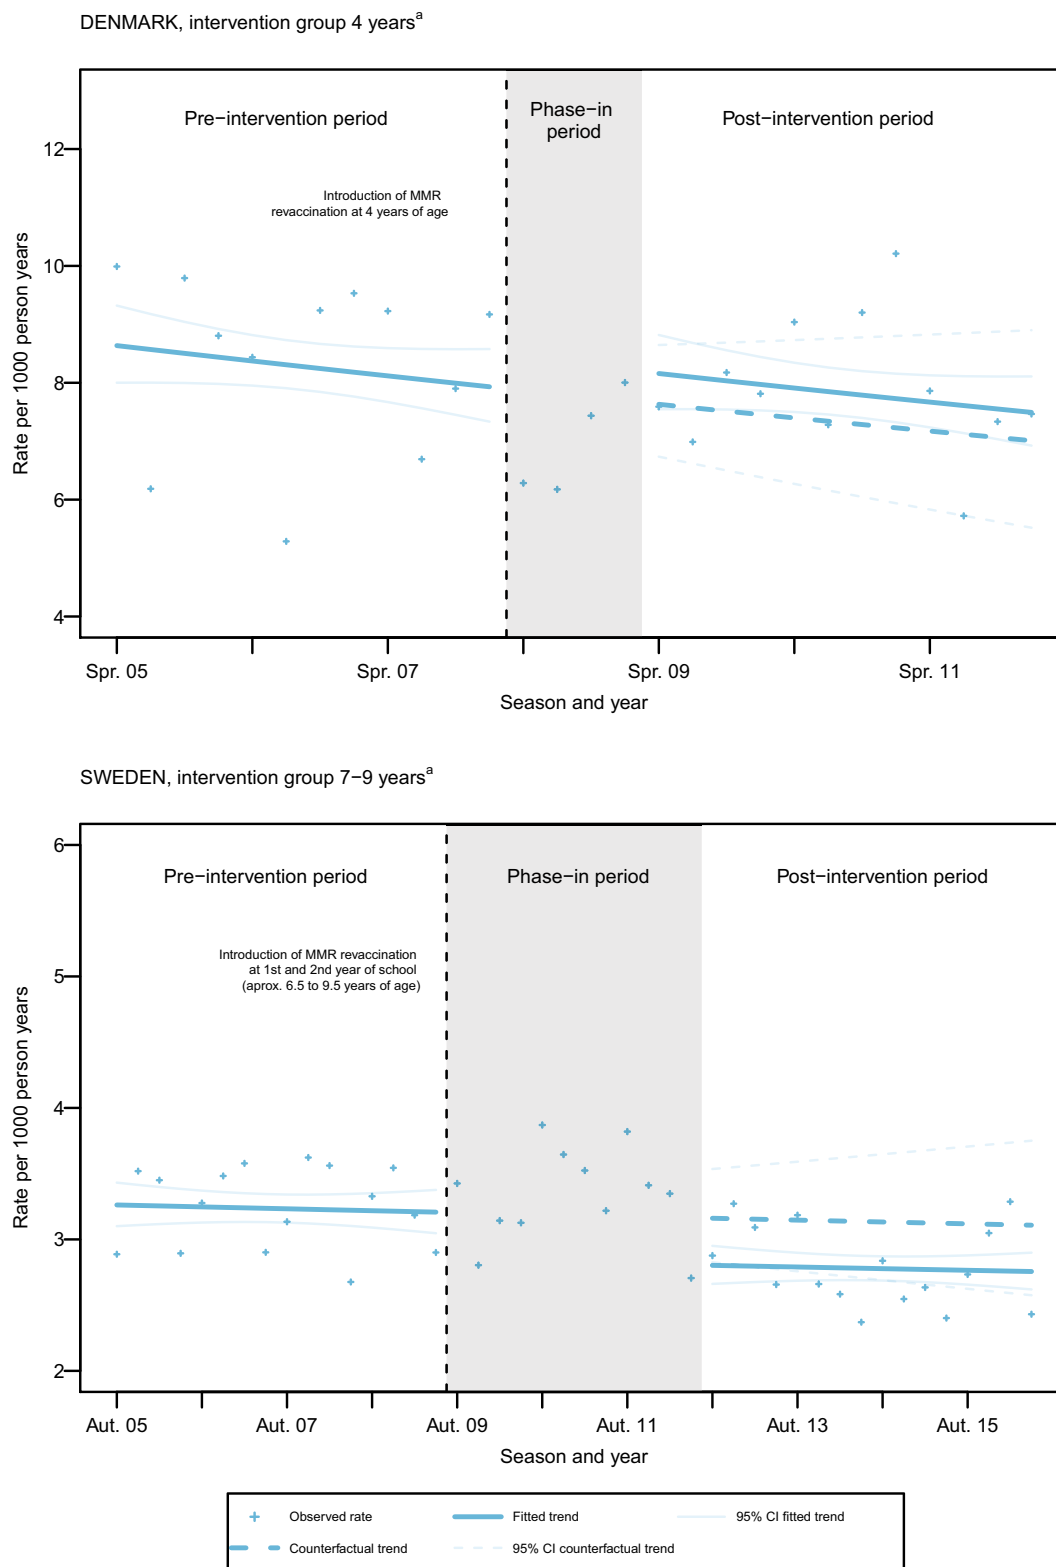 DENMARK, intervention group 4 yearsᵃ
Pre−intervention period
Phase−in
period
Post−intervention period
Introduction of MMR
revaccination at 4 years of age
Rate per 1000 person years
12
10
8
6
4
Spr. 05
Spr. 07
Spr. 09
Spr. 11
Season and year
SWEDEN, intervention group 7−9 yearsᵃ
Pre−intervention period
Phase−in period
Post−intervention period
Introduction of MMR revaccination
at 1st and 2nd year of school
(aprox. 6.5 to 9.5 years of age)
Rate per 1000 person years
6
5
4
3
2
Aut. 05
Aut. 07
Aut. 09
Aut. 11
Aut. 13
Aut. 15
Season and year
Observed rate
Fitted trend
95% CI fitted trend
Counterfactual trend
95% CI counterfactual trend